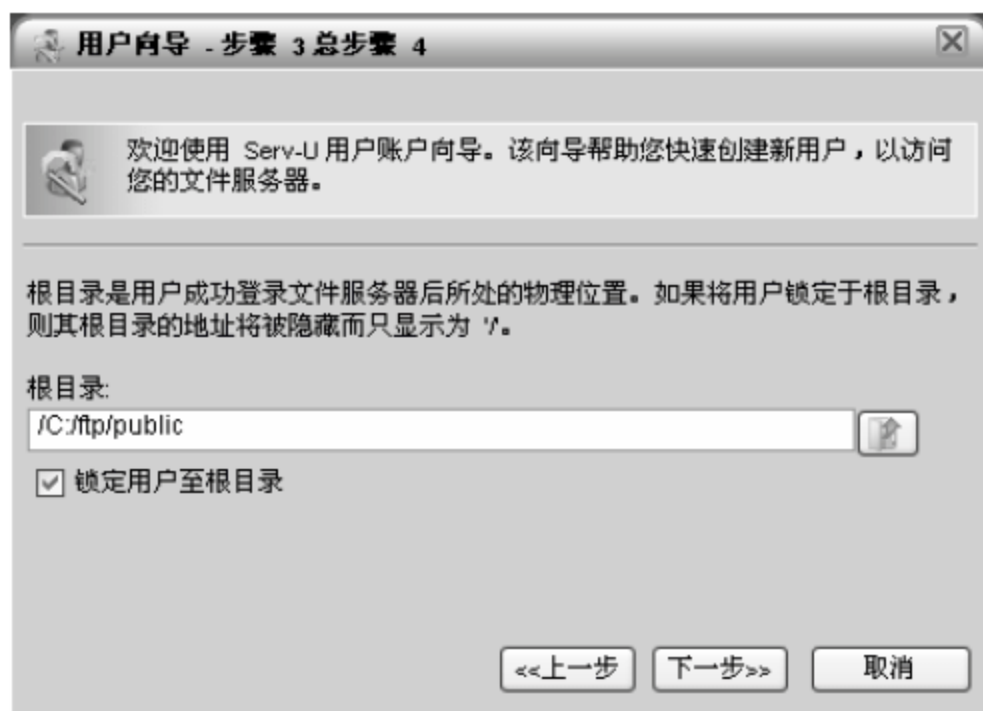 用户向导 - 步骤 3 总步骤 4
欢迎使用 Serv-U 用户账户向导。该向导帮助您快速创建新用户，以访问
您的文件服务器。
根目录是用户成功登录文件服务器后所处的物理位置。如果将用户锁定于根目录，
则其根目录的地址将被隐藏而只显示为 '/'。
根目录:
/C:/ftp/public
锁定用户至根目录
<<上一步
下一步>>
取消